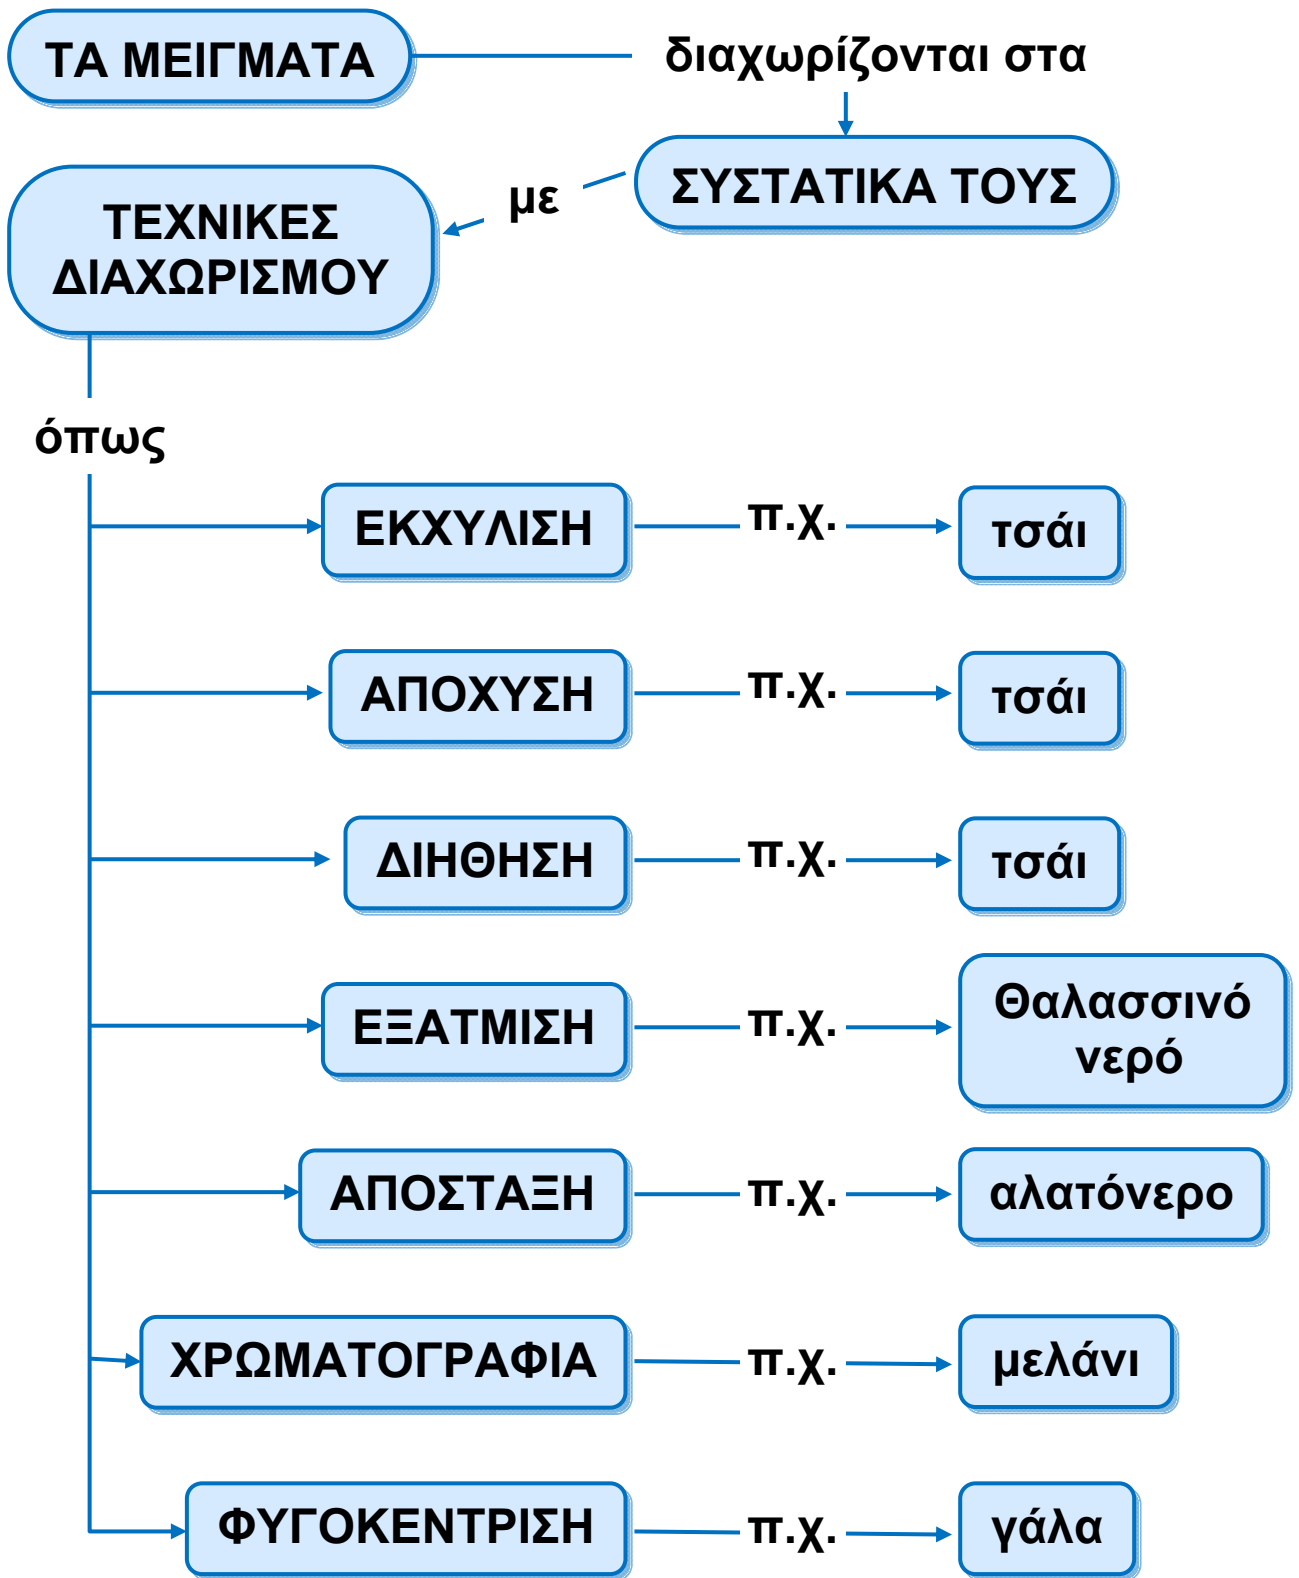 ΤΑ ΜΕΙΓΜΑΤΑ
διαχωρίζονται στα
ΣΥΣΤΑΤΙΚΑ ΤΟΥΣ
με
ΤΕΧΝΙΚΕΣ
ΔΙΑΧΩΡΙΣΜΟΥ
όπως
ΕΚΧΥΛΙΣΗ π.χ. τσάι
ΑΠΟΧΥΣΗ π.χ. τσάι
ΔΙΗΘΗΣΗ π.χ. τσάι
ΕΞΑΤΜΙΣΗ π.χ. Θαλασσινό
νερό
ΑΠΟΣΤΑΞΗ π.χ. αλατόνερο
ΧΡΩΜΑΤΟΓΡΑΦΙΑ π.χ. μελάνι
ΦΥΓΟΚΕΝΤΡΙΣΗ π.χ. γάλα